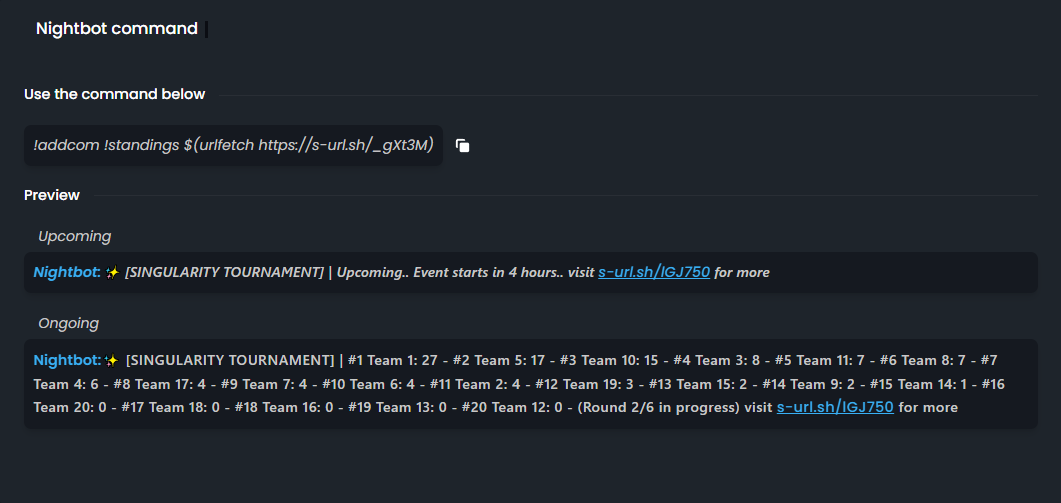 Nightbot command
Use the command below
!addcom !standings $(urlfetch https://s-url.sh/_gXt3M)
Preview
Upcoming
Nightbot: ✨ [SINGULARITY TOURNAMENT] | Upcoming.. Event starts in 4 hours.. visit s-url.sh/lGJ750 for more
Ongoing
Nightbot: ✨ [SINGULARITY TOURNAMENT] | #1 Team 1: 27 - #2 Team 5: 17 - #3 Team 10: 15 - #4 Team 3: 8 - #5 Team 11: 7 - #6 Team 8: 7 - #7
Team 4: 6 - #8 Team 17: 4 - #9 Team 7: 4 - #10 Team 6: 4 - #11 Team 2: 4 - #12 Team 19: 3 - #13 Team 15: 2 - #14 Team 9: 2 - #15 Team 14: 1 - #16
Team 20: 0 - #17 Team 18: 0 - #18 Team 16: 0 - #19 Team 13: 0 - #20 Team 12: 0 - (Round 2/6 in progress) visit s-url.sh/lGJ750 for more